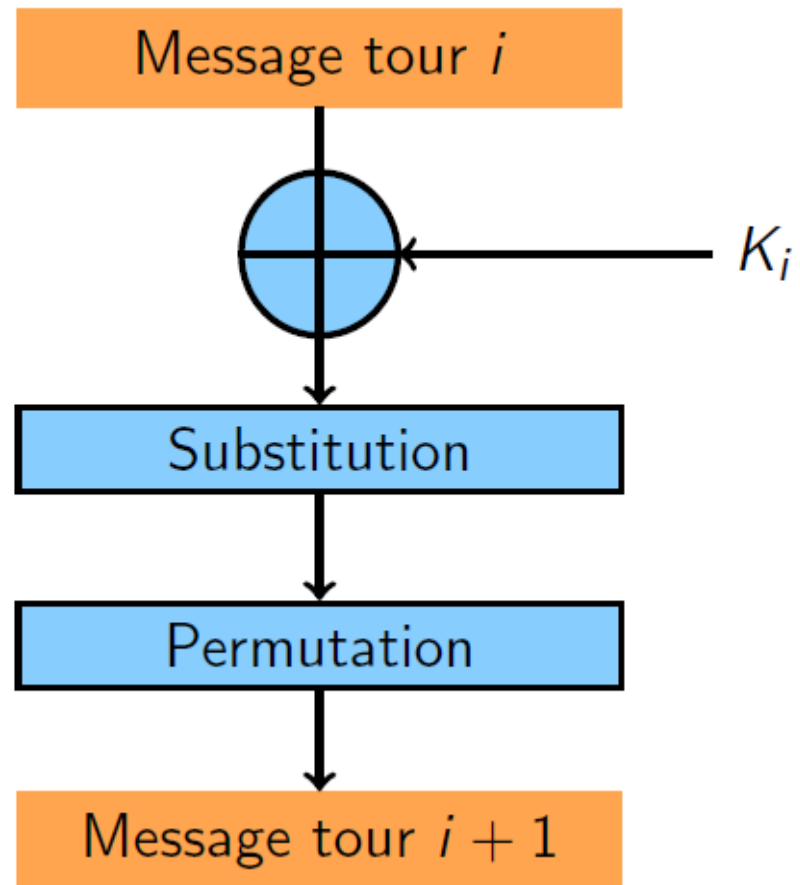 Message tour i
K_i
Substitution
Permutation
Message tour i + 1